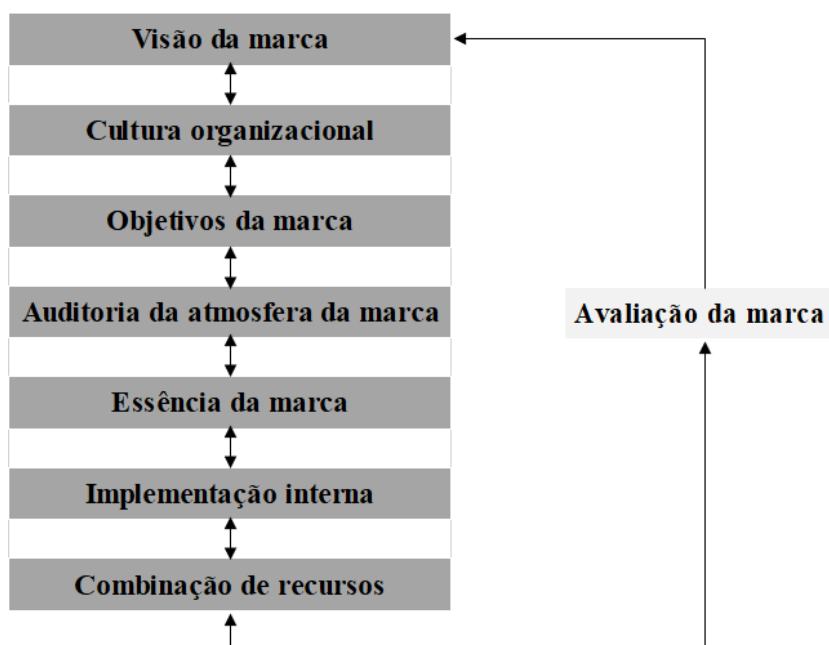 Visão da marca
Cultura organizacional
Objetivos da marca
Auditoria da atmosfera da marca
Avaliação da marca
Essência da marca
Implementação interna
Combinação de recursos